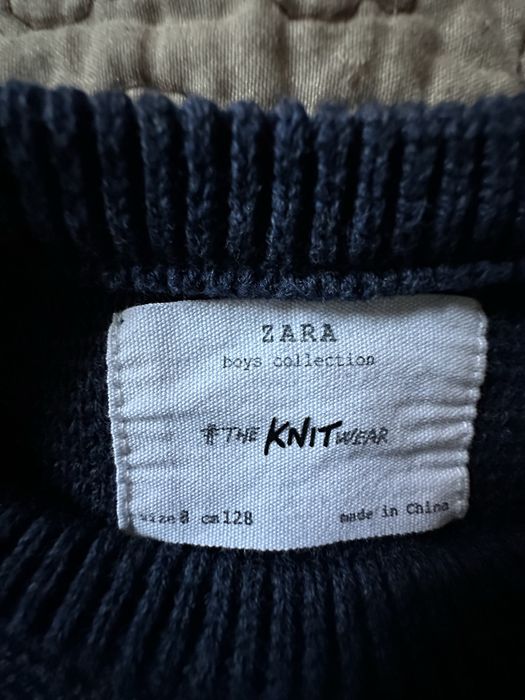 ZARA
boys collection
#THE KNITWEAR
size 8 cm 128 made in China